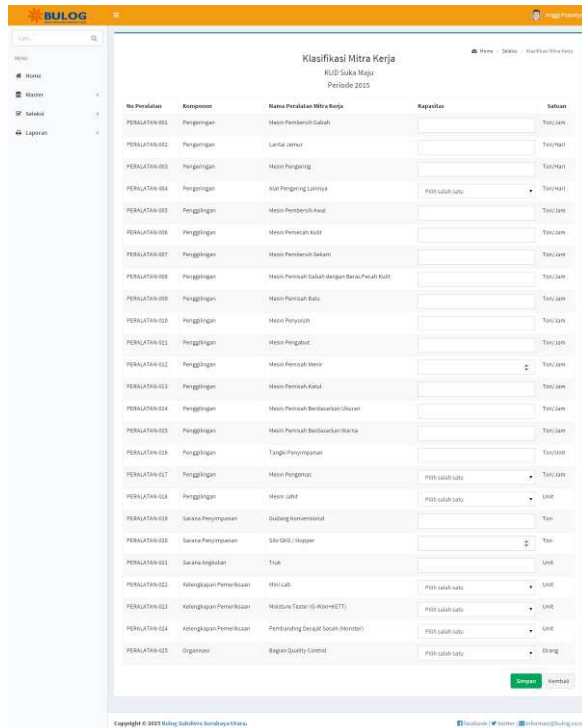 BULOG
Anggi Prasetyo
Cari...
MENU
Home
Master
Seleksi
Laporan
Home > Seleksi > Klasifikasi Mitra Kerja
Klasifikasi Mitra Kerja
KUD Suka Maju
Periode 2015
No Peralatan Komponen Nama Peralatan Mitra Kerja Kapasitas Satuan
PERALATAN-001 Pengeringan Mesin Pembersih Gabah Ton/Jam
PERALATAN-002 Pengeringan Lantai Jemur Ton/Hari
PERALATAN-003 Pengeringan Mesin Pengering Ton/Hari
PERALATAN-004 Pengeringan Alat Pengering Lainnya Pilih salah satu Ton/Hari
PERALATAN-005 Penggilingan Mesin Pembersih Awal Ton/Jam
PERALATAN-006 Penggilingan Mesin Pemecah Kulit Ton/Jam
PERALATAN-007 Penggilingan Mesin Pembersih Sekam Ton/Jam
PERALATAN-008 Penggilingan Mesin Pemisah Gabah dengan Beras Pecah Kulit Ton/Jam
PERALATAN-009 Penggilingan Mesin Pemisah Batu Ton/Jam
PERALATAN-010 Penggilingan Mesin Penyosoh Ton/Jam
PERALATAN-011 Penggilingan Mesin Pengabut Ton/Jam
PERALATAN-012 Penggilingan Mesin Pemisah Menir Ton/Jam
PERALATAN-013 Penggilingan Mesin Pemisah Katul Ton/Jam
PERALATAN-014 Penggilingan Mesin Pemisah Berdasarkan Ukuran Ton/Jam
PERALATAN-015 Penggilingan Mesin Pemisah Berdasarkan Warna Ton/Jam
PERALATAN-016 Penggilingan Tangki Penyimpanan Ton/Unit
PERALATAN-017 Penggilingan Mesin Pengemas Pilih salah satu Ton/Jam
PERALATAN-018 Penggilingan Mesin Jahit Pilih salah satu Unit
PERALATAN-019 Sarana Penyimpanan Gudang Konvensional Ton
PERALATAN-020 Sarana Penyimpanan Silo GKG / Hopper Ton
PERALATAN-021 Sarana Angkutan Truk Unit
PERALATAN-022 Kelengkapan Pemeriksaan Mini Lab Pilih salah satu Unit
PERALATAN-023 Kelengkapan Pemeriksaan Moisture Tester (G-Won+KETT) Pilih salah satu Unit
PERALATAN-024 Kelengkapan Pemeriksaan Pembanding Derajat Sosoh (Monster) Pilih salah satu Unit
PERALATAN-025 Organisasi Bagian Quality Control Pilih salah satu Orang
Simpan Kembali
Copyright © 2015 Bulog Subdivre Surabaya Utara. Facebook | Twitter |